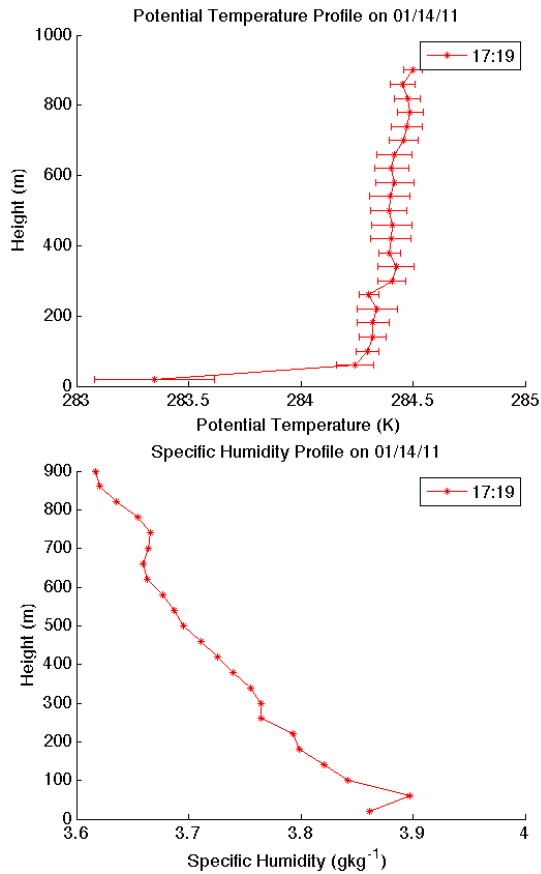 Potential Temperature Profile on 01/14/11
1000
17:19
800
600
400
200
0
Height (m)
283 283.5 284 284.5 285
Potential Temperature (K)
Specific Humidity Profile on 01/14/11
900
17:19
800
700
600
500
400
300
200
100
0
Height (m)
3.6 3.7 3.8 3.9 4
Specific Humidity (gkg⁻¹)